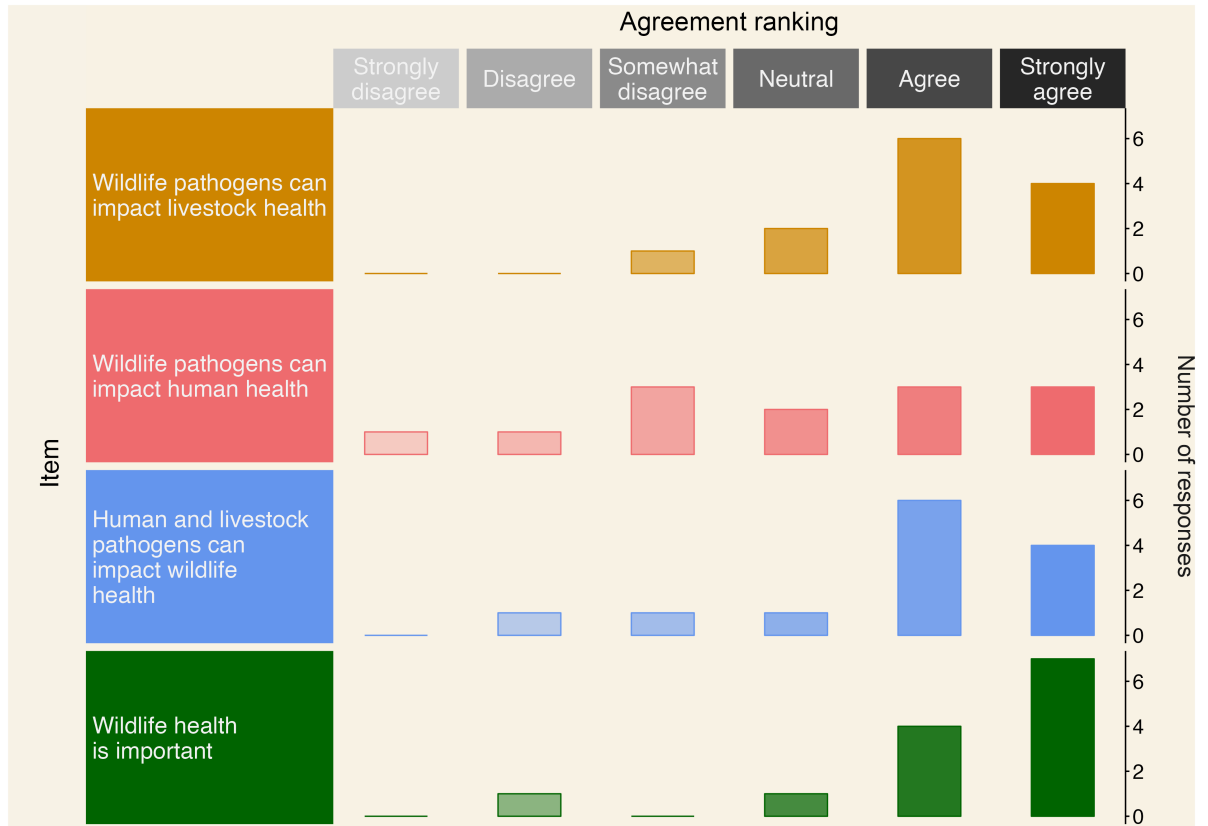 Agreement ranking
Strongly
disagree
Disagree
Somewhat
disagree
Neutral
Agree
Strongly
agree
Wildlife pathogens can
impact livestock health
6
4
2
0
Wildlife pathogens can
impact human health
6
4
2
0
Human and livestock
pathogens can
impact wildlife
health
6
4
2
0
Wildlife health
is important
6
4
2
0
Item
Number of responses